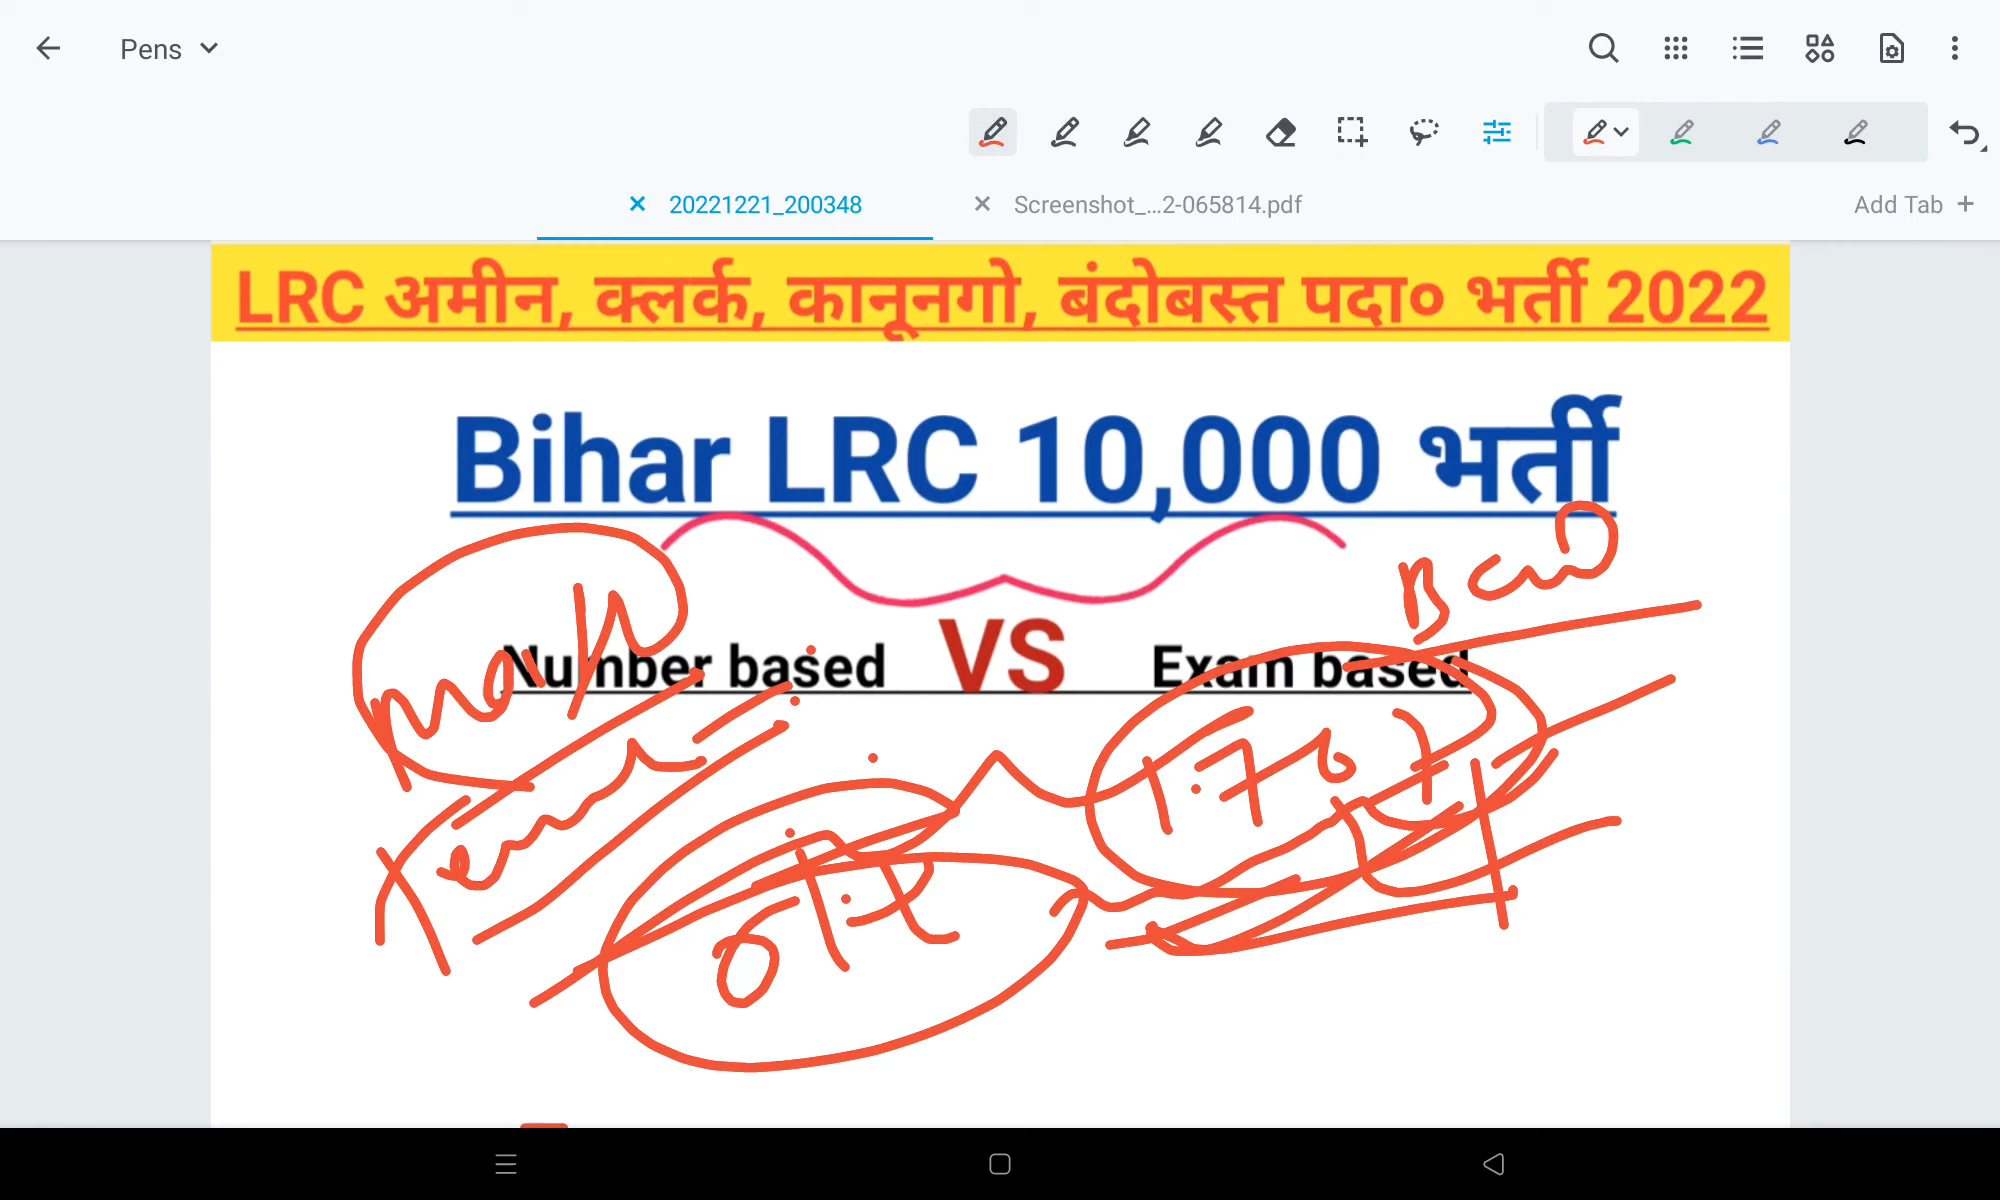 Pens
20221221_200348
Screenshot_...2-065814.pdf
Add Tab
LRC अमीन, क्लर्क, कानूनगो, बंदोबस्त पदा० भर्ती 2022
Bihar LRC 10,000 भर्ती
Number based VS Exam based